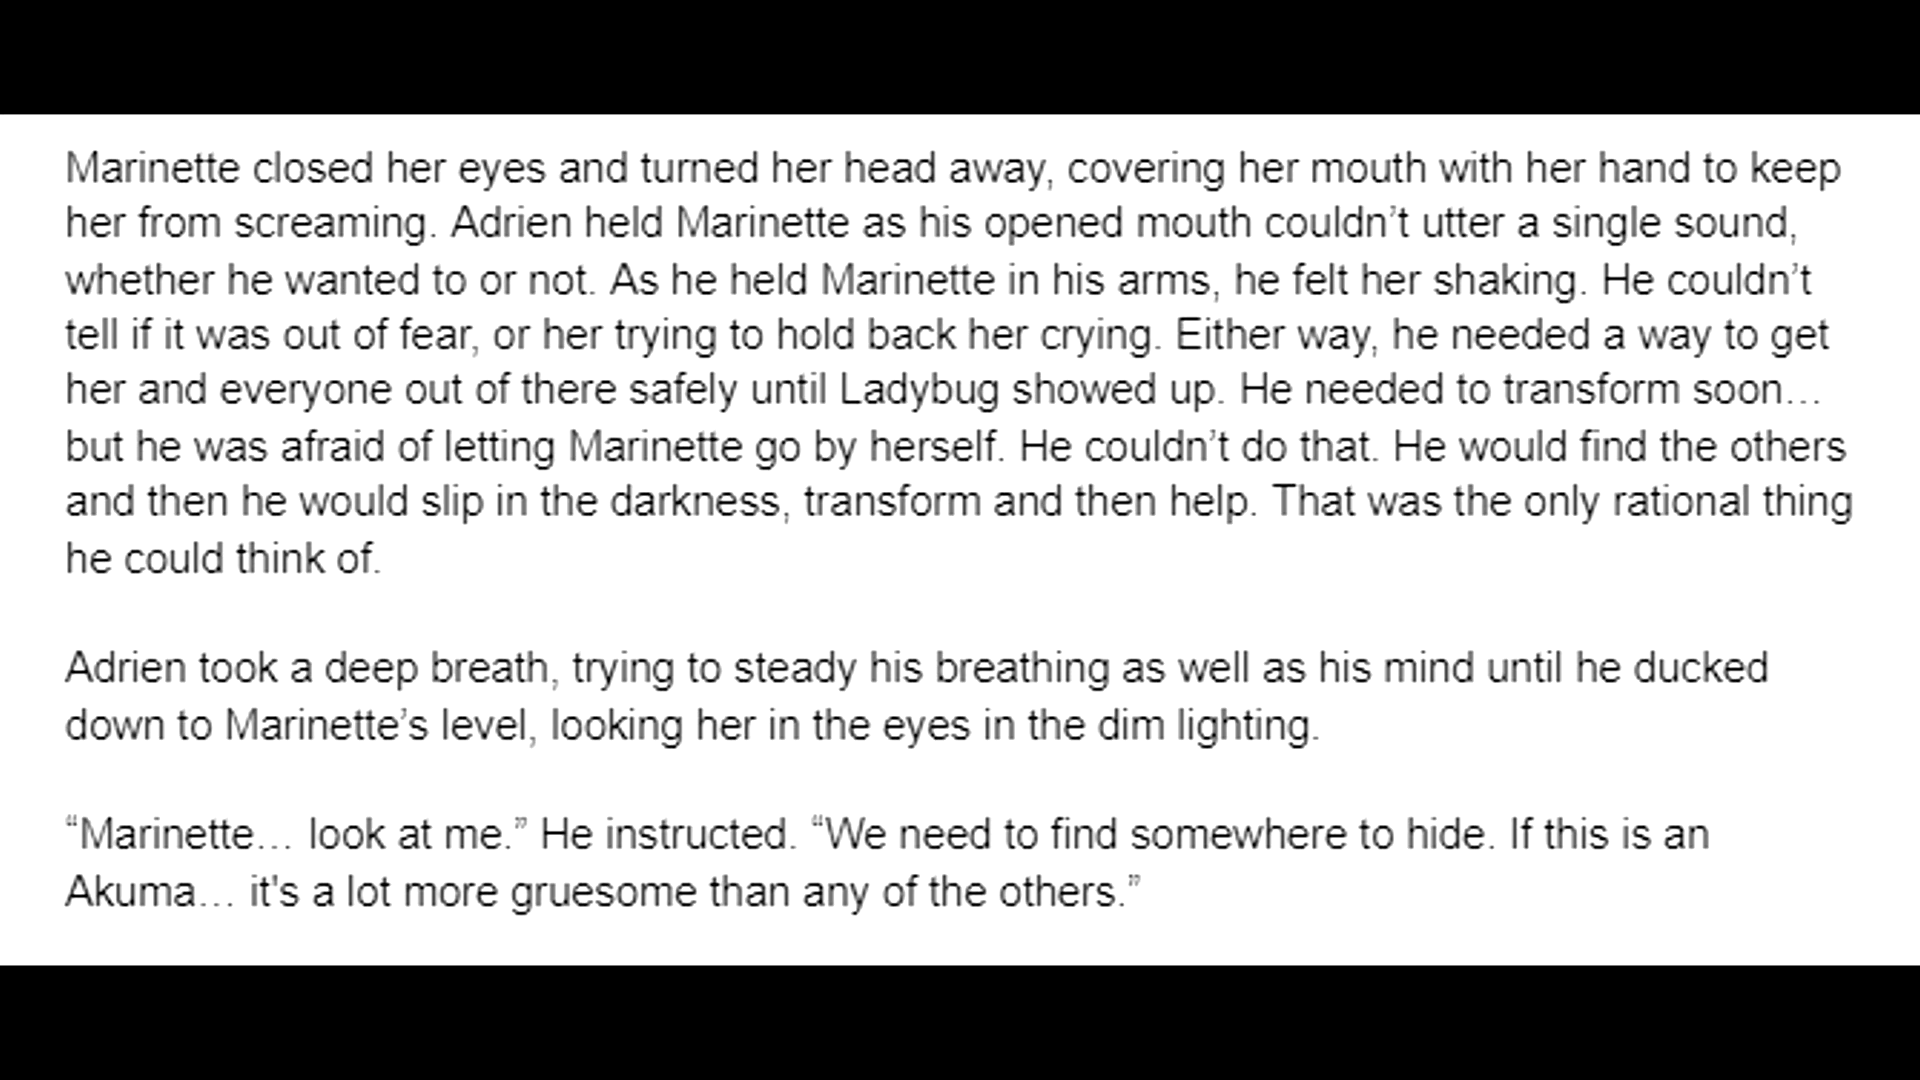 Marinette closed her eyes and turned her head away, covering her mouth with her hand to keep
her from screaming. Adrien held Marinette as his opened mouth couldn’t utter a single sound,
whether he wanted to or not. As he held Marinette in his arms, he felt her shaking. He couldn’t
tell if it was out of fear, or her trying to hold back her crying. Either way, he needed a way to get
her and everyone out of there safely until Ladybug showed up. He needed to transform soon…
but he was afraid of letting Marinette go by herself. He couldn’t do that. He would find the others
and then he would slip in the darkness, transform and then help. That was the only rational thing
he could think of.
Adrien took a deep breath, trying to steady his breathing as well as his mind until he ducked
down to Marinette’s level, looking her in the eyes in the dim lighting.
“Marinette… look at me.” He instructed. “We need to find somewhere to hide. If this is an
Akuma… it's a lot more gruesome than any of the others.”